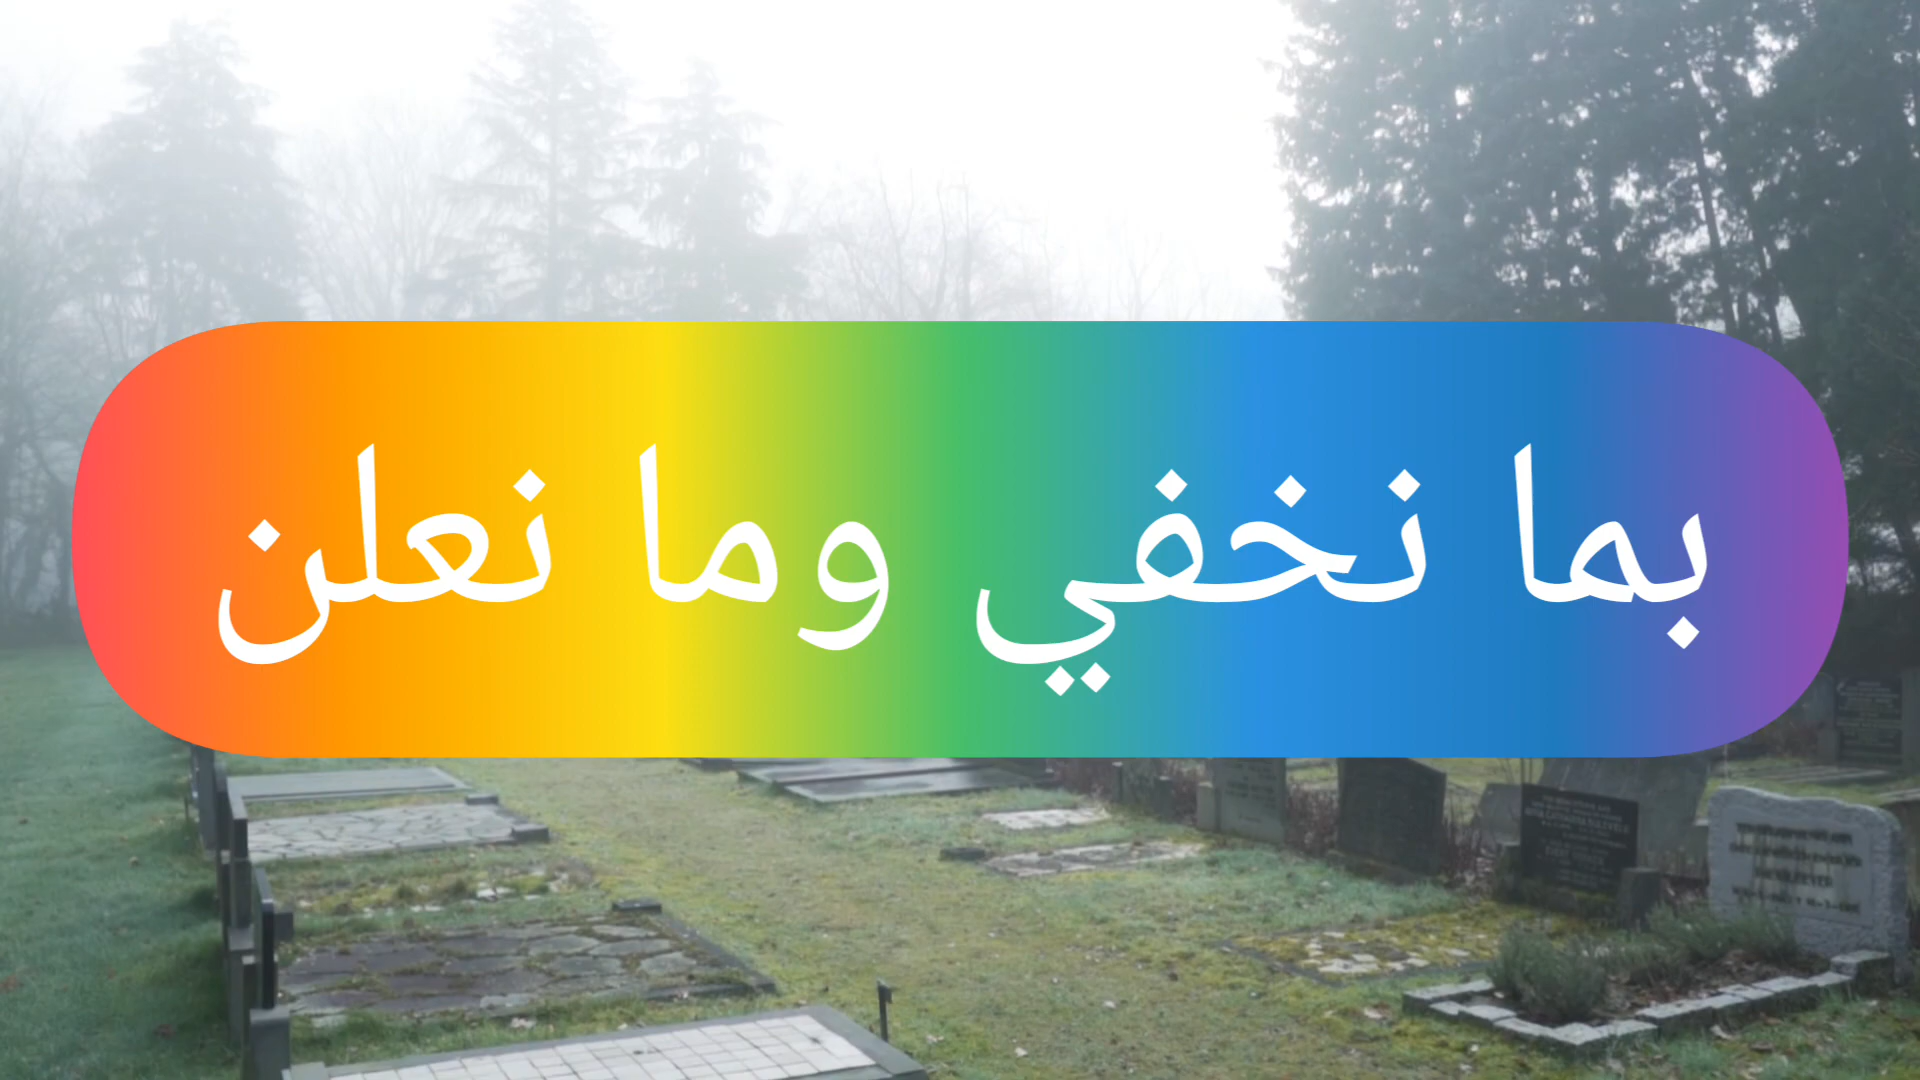 بما نخفي وما نعلن